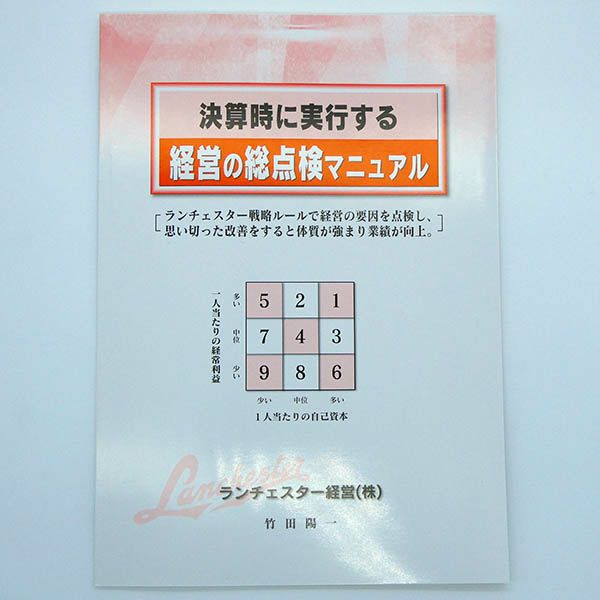 決算時に実行する
経営の総点検マニュアル
ランチェスター戦略ルールで経営の要因を点検し、
思い切った改善をすると体質が強まり業績が向上。
一人当たりの経常利益
多い
中位
少い
5 2 1
7 4 3
9 8 6
少い 中位 多い
1人当たりの自己資本
Lanchester
ランチェスター経営(株)
竹田陽一